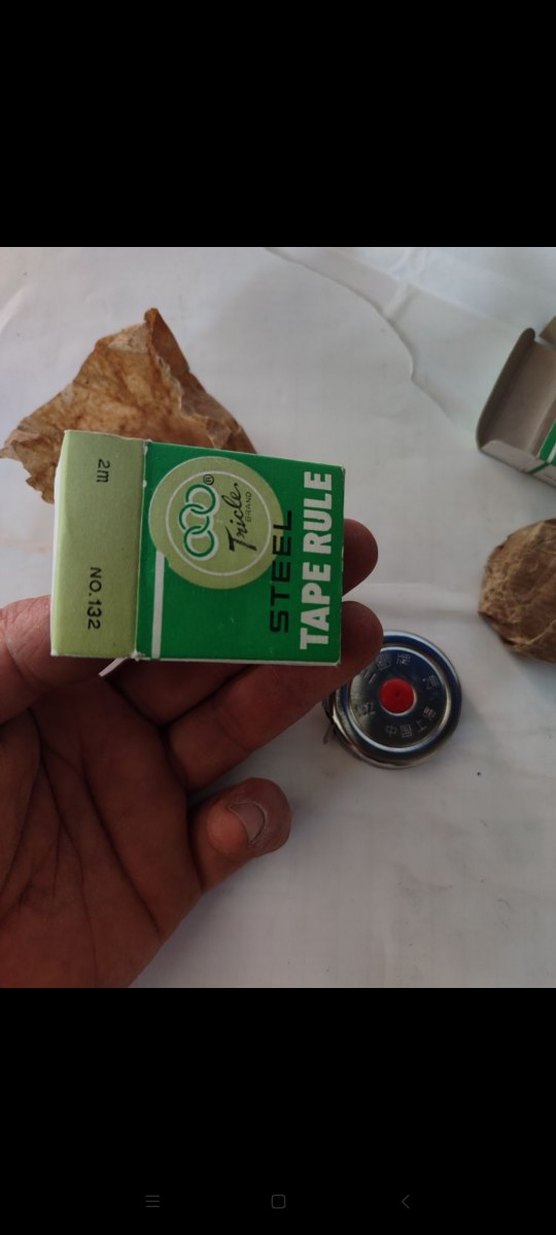 2m
NO.132
®
Tricle
BRAND
STEEL
TAPE RULE